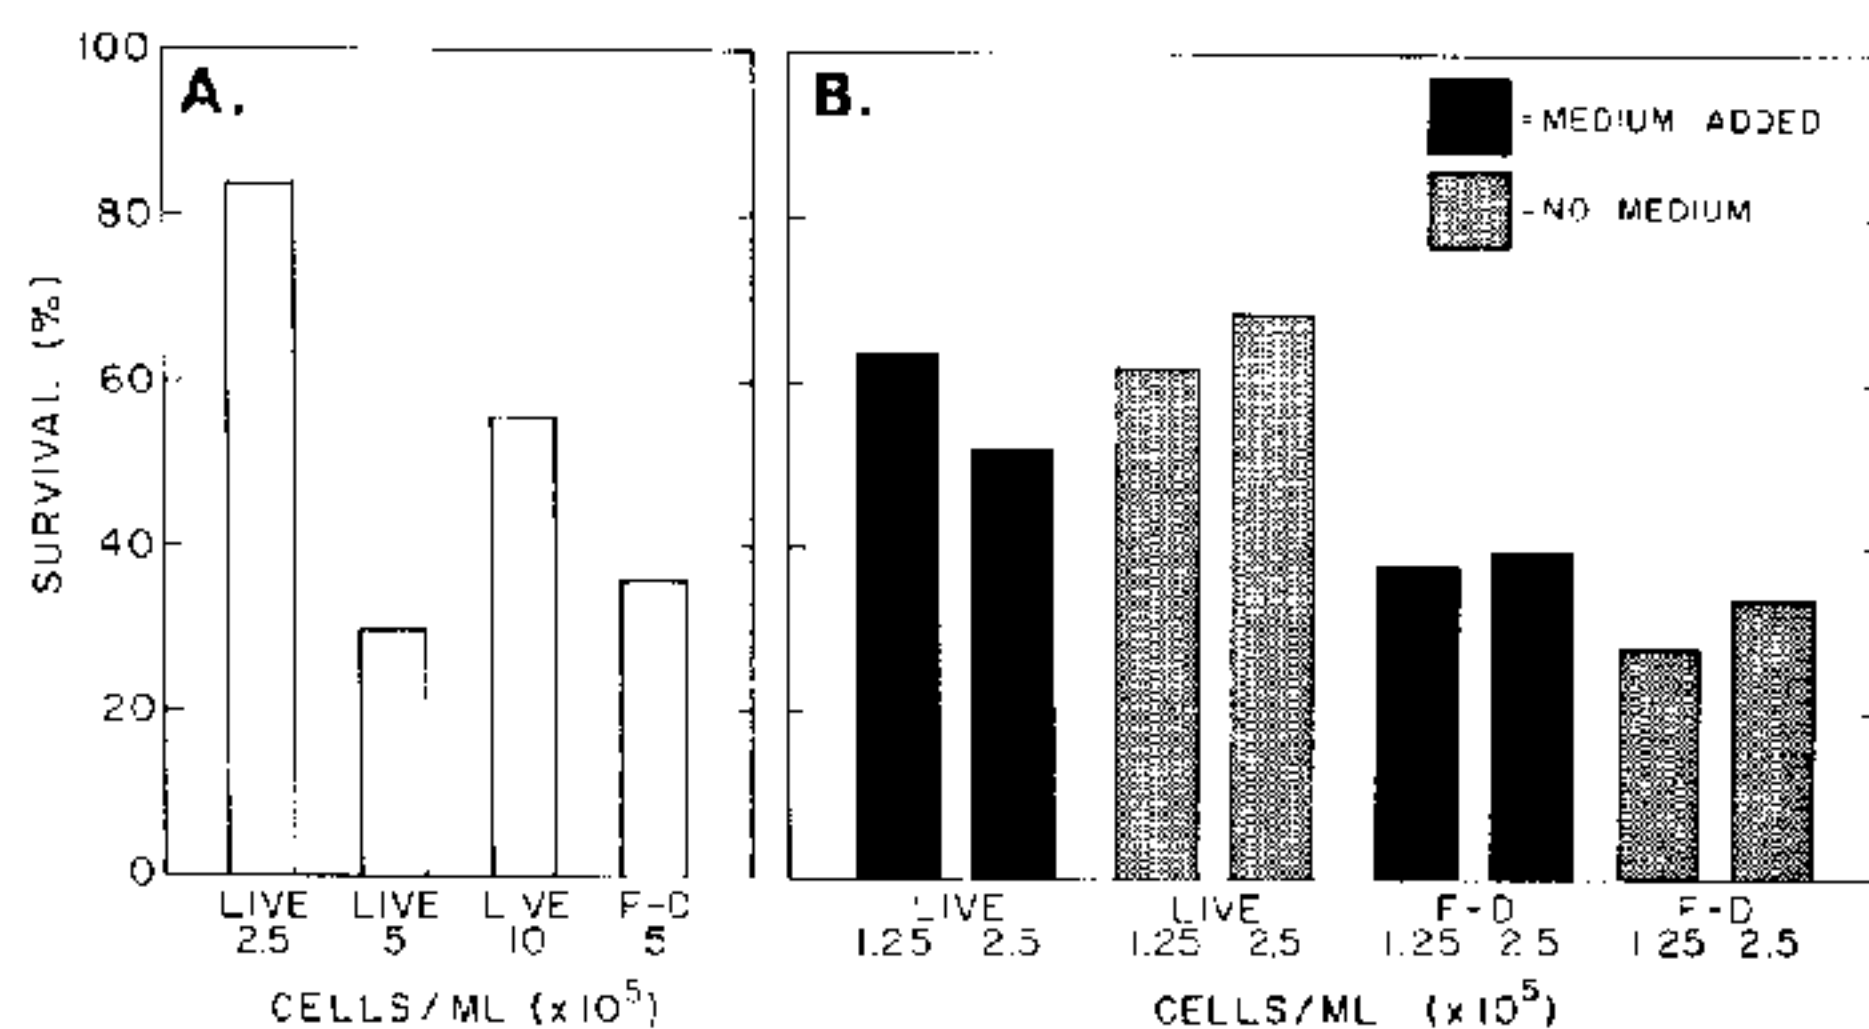 A.
B.
100
80
60
40
20
0
SURVIVAL (%)
= MEDIUM ADDED
- NO MEDIUM
LIVE LIVE LIVE F-D
2.5 5 10 5
CELLS/ML (x10⁵)
LIVE LIVE F-D F-D
1.25 2.5 1.25 2.5 1.25 2.5 1.25 2.5
CELLS/ML (x10⁵)